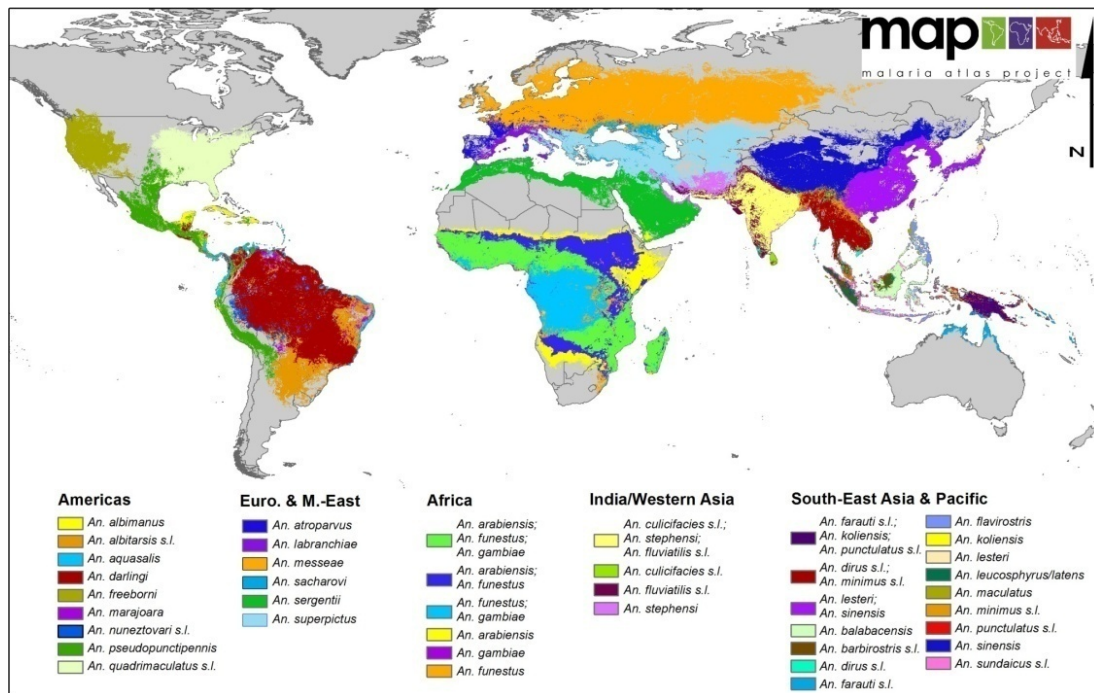 map
malaria atlas project
N
Americas
An. albimanus
An. albitarsis s.l.
An. aquasalis
An. darlingi
An. freeborni
An. marajoara
An. nuneztovari s.l.
An. pseudopunctipennis
An. quadrimaculatus s.l.
Euro. & M.-East
An. atroparvus
An. labranchiae
An. messeae
An. sacharovi
An. sergentii
An. superpictus
Africa
An. arabiensis;
An. funestus;
An. gambiae
An. arabiensis;
An. funestus
An. funestus;
An. gambiae
An. arabiensis
An. gambiae
An. funestus
India/Western Asia
An. culicifacies s.l.;
An. stephensi;
An. fluviatilis s.l.
An. culicifacies s.l.
An. fluviatilis s.l.
An. stephensi
South-East Asia & Pacific
An. farauti s.l.;
An. koliensis;
An. punctulatus s.l.
An. dirus s.l.;
An. minimus s.l.
An. lesteri;
An. sinensis
An. balabacensis
An. barbirostris s.l.
An. dirus s.l.
An. farauti s.l.
An. flavirostris
An. koliensis
An. lesteri
An. leucosphyrus/latens
An. maculatus
An. minimus s.l.
An. punctulatus s.l.
An. sinensis
An. sundaicus s.l.